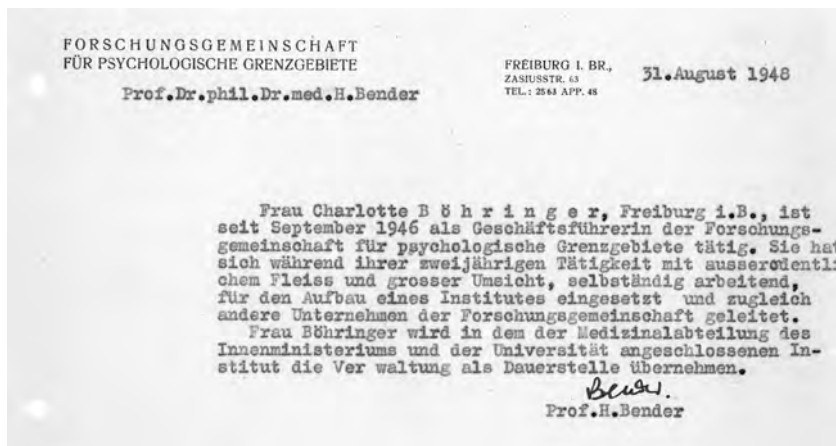 FORSCHUNGSGEMEINSCHAFT
FÜR PSYCHOLOGISCHE GRENZGEBIETE
Prof.Dr.phil.Dr.med.H.Bender
FREIBURG I. BR.,
ZASIUSSTR. 63
TEL.: 2563 APP. 48
31.August 1948
Frau Charlotte B ö h r i n g e r, Freiburg i.B., ist
seit September 1946 als Geschäftsführerin der Forschungs-
gemeinschaft für psychologische Grenzgebiete tätig. Sie hat
sich während ihrer zweijährigen Tätigkeit mit ausserodentli
chem Fleiss und grosser Umsicht, selbständig arbeitend,
für den Aufbau eines Institutes eingesetzt und zugleich
andere Unternehmen der Forschungsgemeinschaft geleitet.
Frau Böhringer wird in dem der Medizinalabteilung des
Innenministeriums und der Universität angeschlossenen In-
stitut die Ver waltung als Dauerstelle übernehmen.
Bender.
Prof.H.Bender